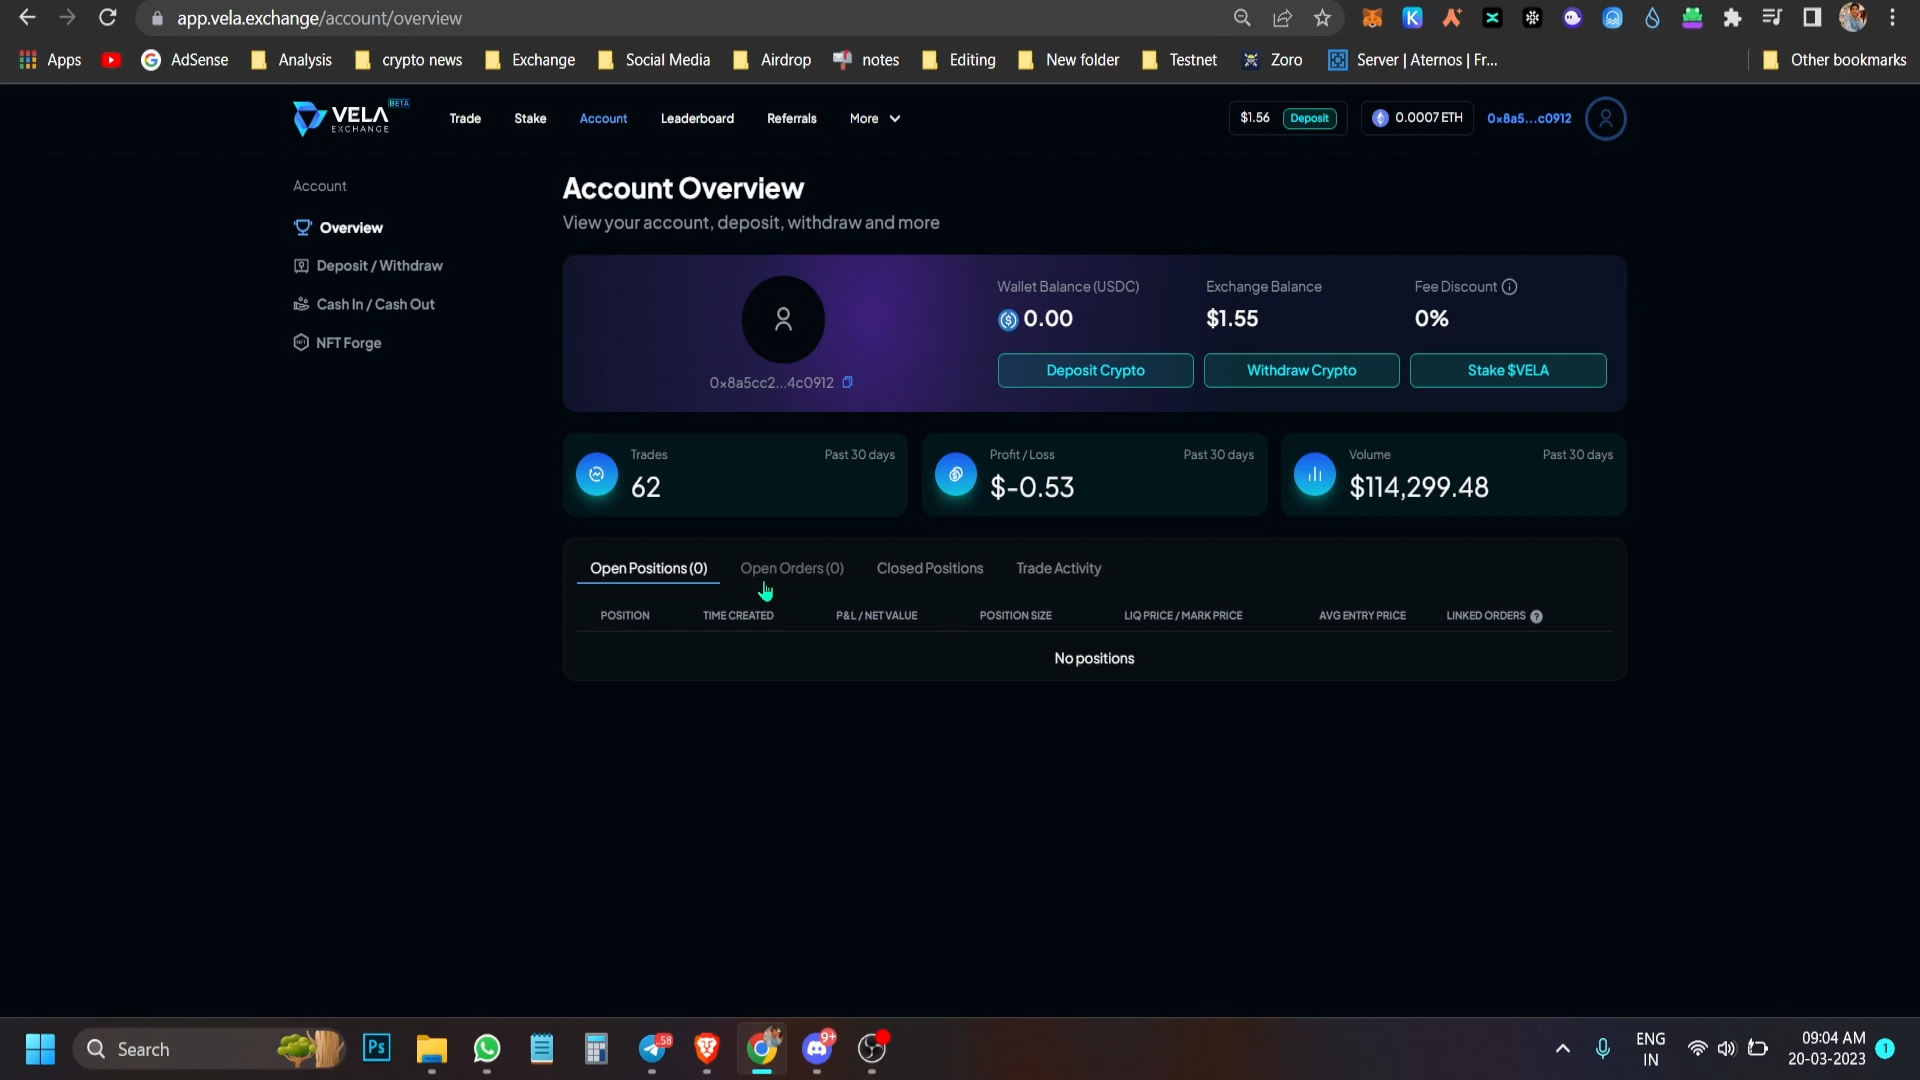 app.vela.exchange/account/overview
Apps AdSense Analysis crypto news Exchange Social Media Airdrop notes Editing New folder Testnet Zoro Server | Aternos | Fr... Other bookmarks
VELA BETA
EXCHANGE
Trade Stake Account Leaderboard Referrals More $1.56 Deposit 0.0007 ETH 0x8a5...c0912
Account
Overview
Deposit / Withdraw
Cash In / Cash Out
NFT Forge
Account Overview
View your account, deposit, withdraw and more
Wallet Balance (USDC) Exchange Balance Fee Discount
0.00 $1.55 0%
0x8a5cc2...4c0912
Deposit Crypto Withdraw Crypto Stake $VELA
Trades Past 30 days
62
Profit / Loss Past 30 days
$-0.53
Volume Past 30 days
$114,299.48
Open Positions (0) Open Orders (0) Closed Positions Trade Activity
POSITION TIME CREATED P&L / NET VALUE POSITION SIZE LIQ PRICE / MARK PRICE AVG ENTRY PRICE LINKED ORDERS ?
No positions
Search Ps 58 9+ ENG
IN
09:04 AM
20-03-2023
1